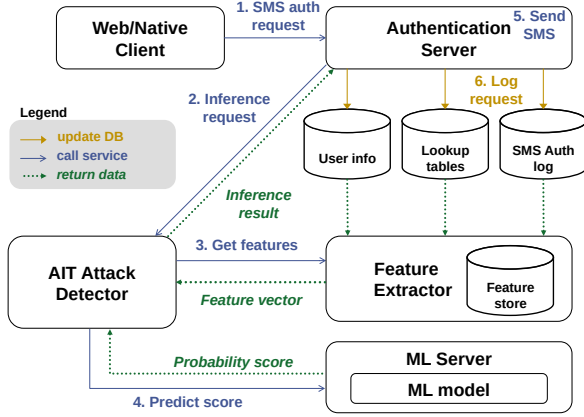 Web/Native
Client
1. SMS auth
request
Authentication
Server
5. Send
SMS
6. Log
request
2. Inference
request
Legend
update DB
call service
return data
User info
Lookup
tables
SMS Auth
log
Inference
result
AIT Attack
Detector
3. Get features
Feature vector
Feature
Extractor
Feature
store
Probability score
4. Predict score
ML Server
ML model